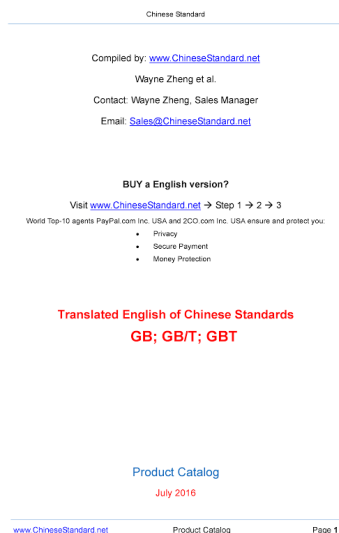 Chinese Standard
Compiled by: www.ChineseStandard.net
Wayne Zheng et al.
Contact: Wayne Zheng, Sales Manager
Email: Sales@ChineseStandard.net
BUY a English version?
Visit www.ChineseStandard.net → Step 1 → 2 → 3
World Top-10 agents PayPal.com Inc. USA and 2CO.com Inc. USA ensure and protect you:
• Privacy
• Secure Payment
• Money Protection
Translated English of Chinese Standards
GB; GB/T; GBT
Product Catalog
July 2016
www.ChineseStandard.net Product Catalog Page 1